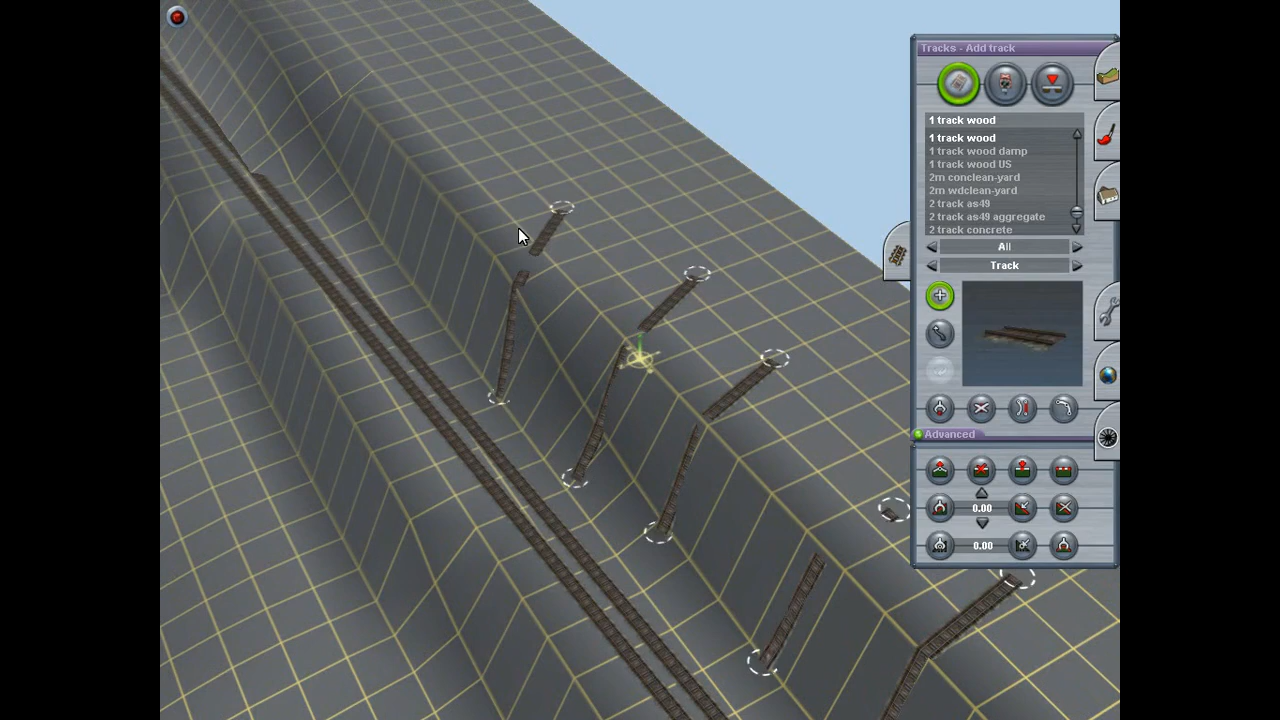 Tracks - Add track
1 track wood
1 track wood
1 track wood damp
1 track wood US
2m conclean-yard
2m wdclean-yard
2 track as49
2 track as49 aggregate
2 track concrete
All
Track
Advanced
0.00
0.00